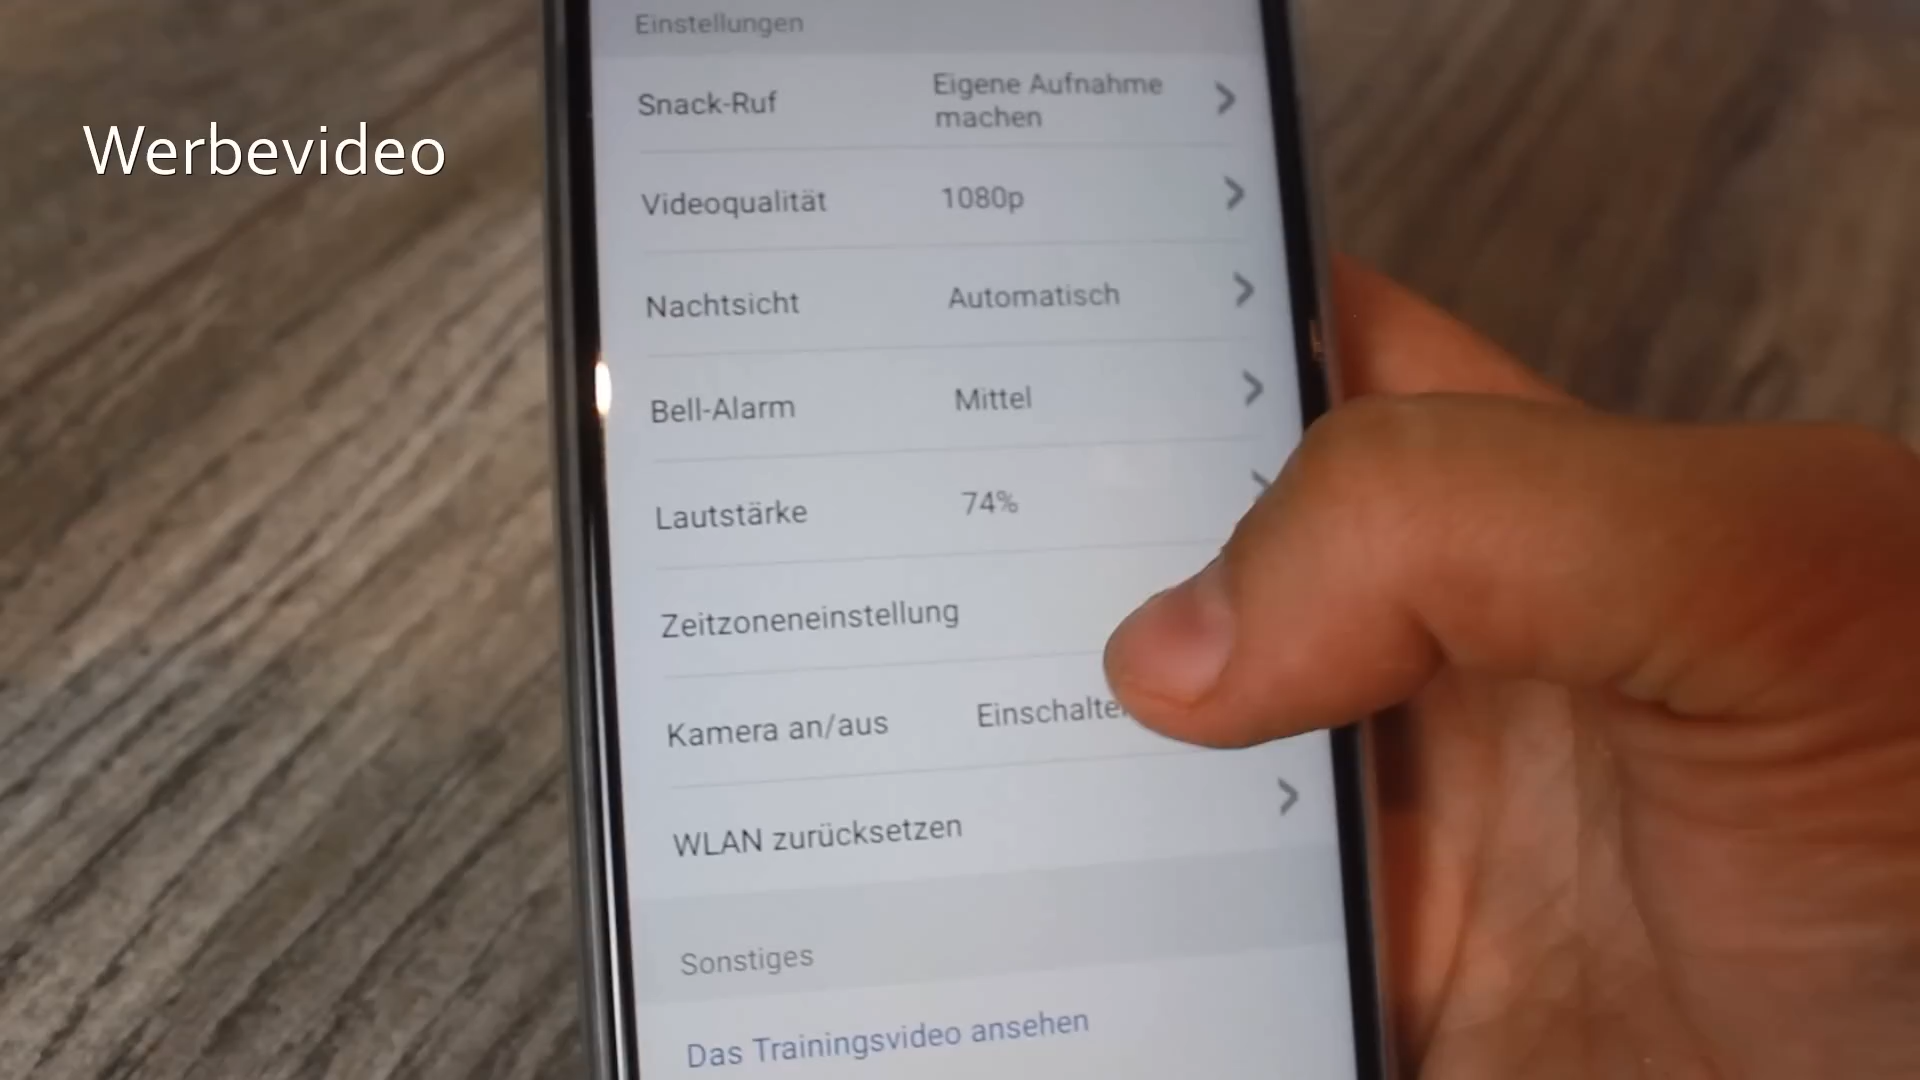 Werbevideo
Einstellungen
Snack-Ruf
Eigene Aufnahme
machen
Videoqualität
1080p
Nachtsicht
Automatisch
Bell-Alarm
Mittel
Lautstärke
74%
Zeitzoneneinstellung
Kamera an/aus
Einschalte
WLAN zurücksetzen
Sonstiges
Das Trainingsvideo ansehen